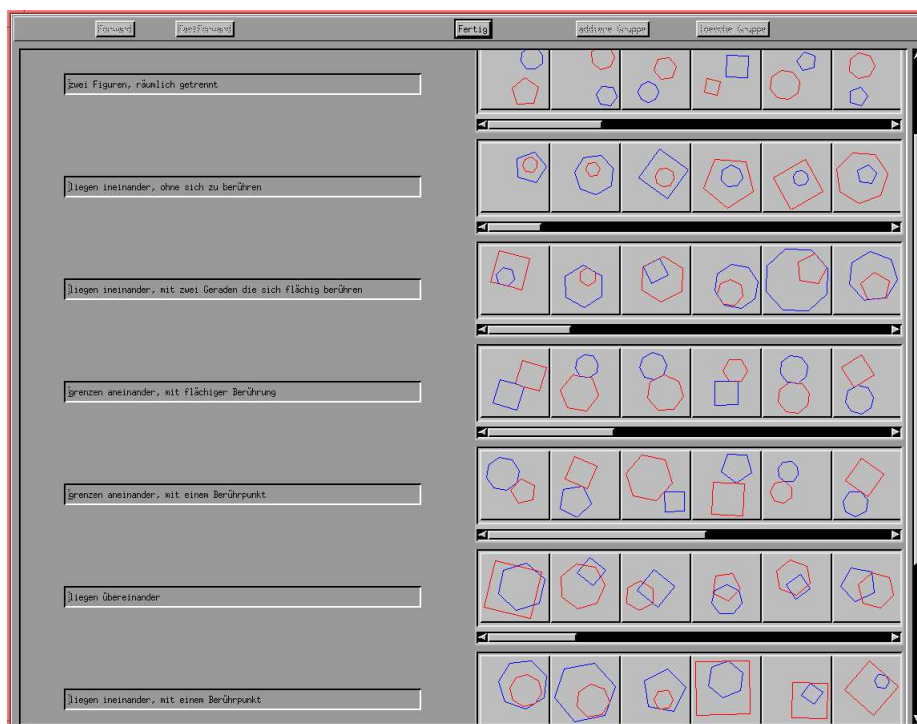 Forward FastForward Fertig addiere Gruppe loesche Gruppe
zwei Figuren, räumlich getrennt
liegen ineinander, ohne sich zu berühren
liegen ineinander, mit zwei Geraden die sich flächig berühren
grenzen aneinander, mit flächiger Berührung
grenzen aneinander, mit einem Berührpunkt
liegen übereinander
liegen ineinander, mit einem Berührpunkt